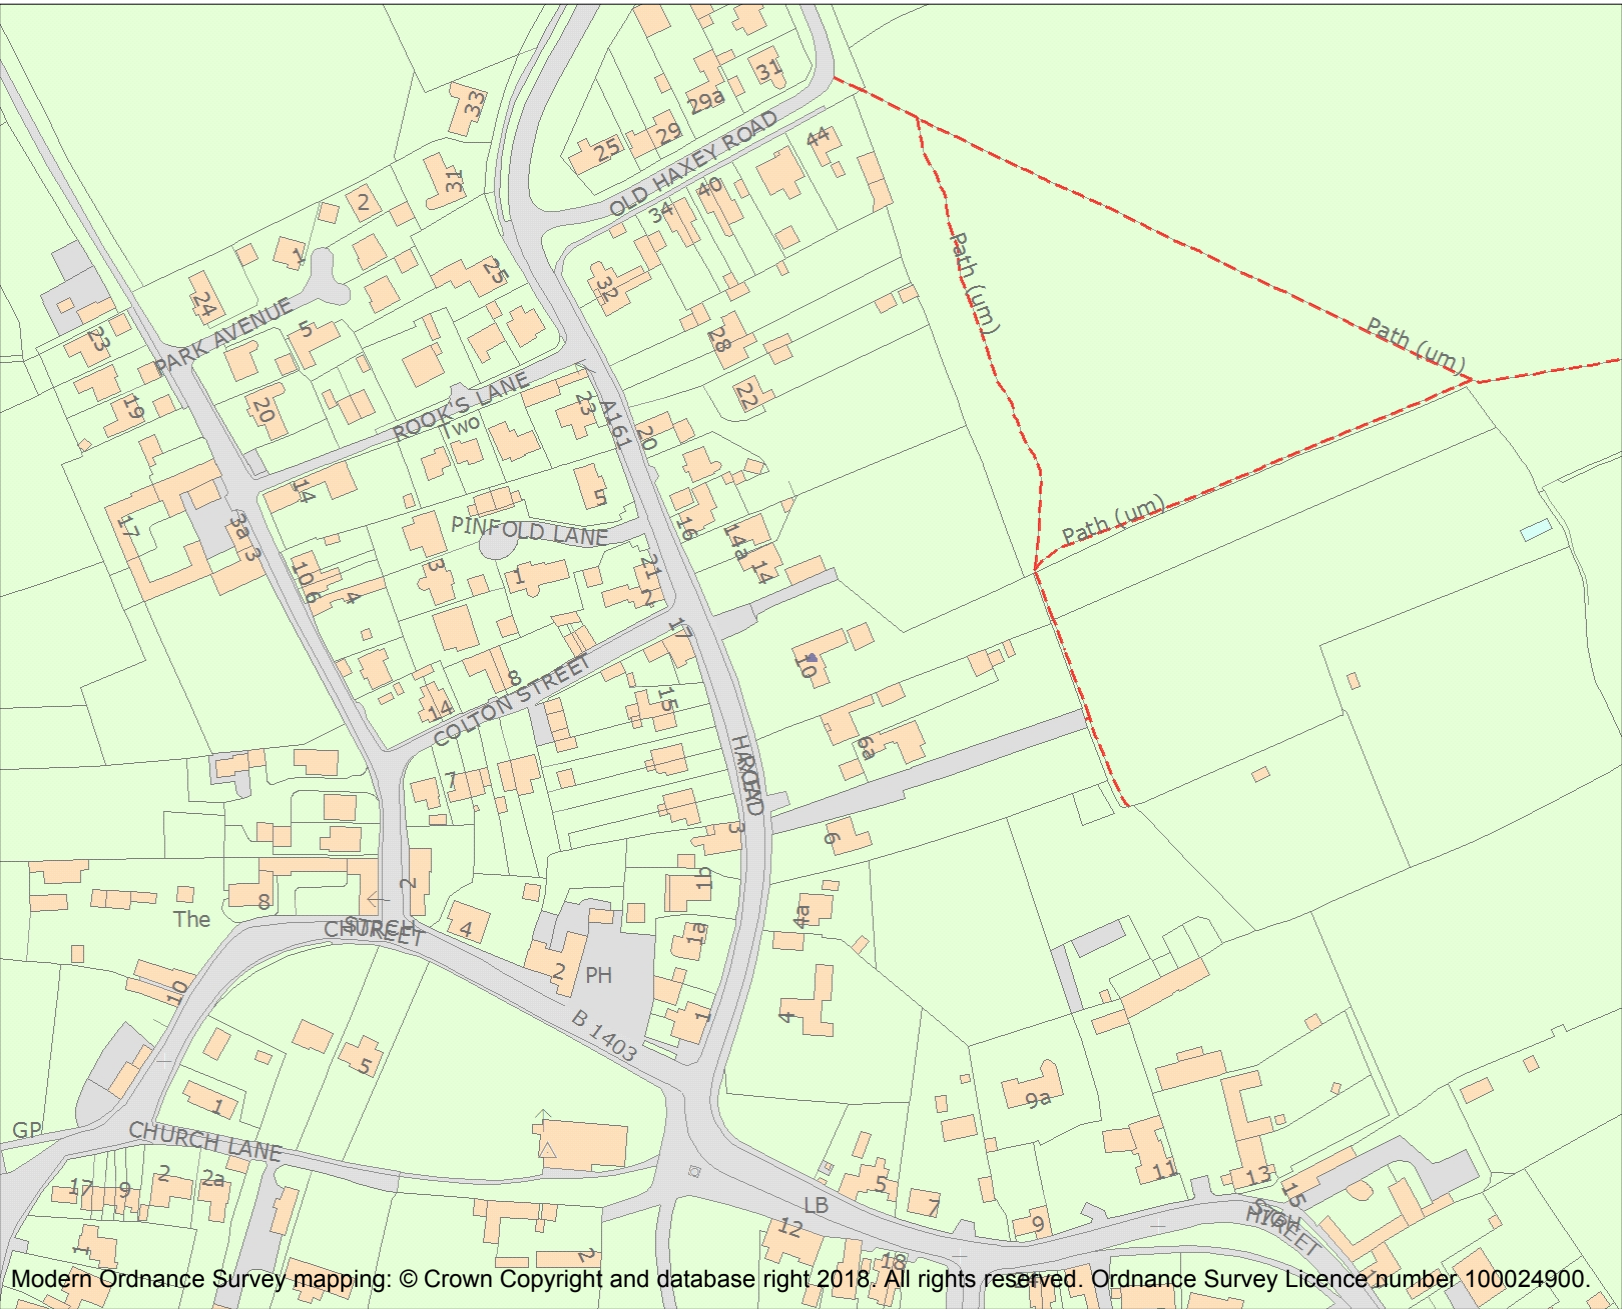 31
29a
33
29
25
OLD HAXEY ROAD
44
31
2
40
34
Path (um)
1
25
32
24
PARK AVENUE
5
23
28
Path (um)
22
19
20
ROOK'S LANE
Two
23
A161
20
14
5
17
3a
3
PINFOLD LANE
16
14a
14
Path (um)
10
6
4
3
1
21
2
17
10
8
15
14
COLTON STREET
6a
7
HAXEY
ROAD
3
6
2
1b
8
The
4a
STREET
CHURCH
4
1a
2
PH
10
4
1
B 1403
5
9a
1
GP
CHURCH LANE
11
13
15
17
9
2
2a
5
7
LB
12
9
HIGH
STREET
1
2
18
Modern Ordnance Survey mapping: © Crown Copyright and database right 2018. All rights reserved. Ordnance Survey Licence number 100024900.